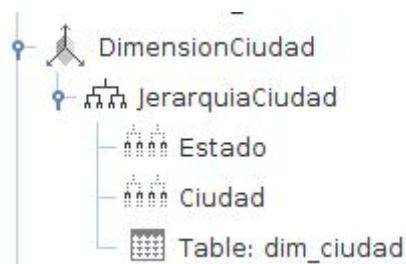 DimensionCiudad
JerarquiaCiudad
Estado
Ciudad
Table: dim_ciudad